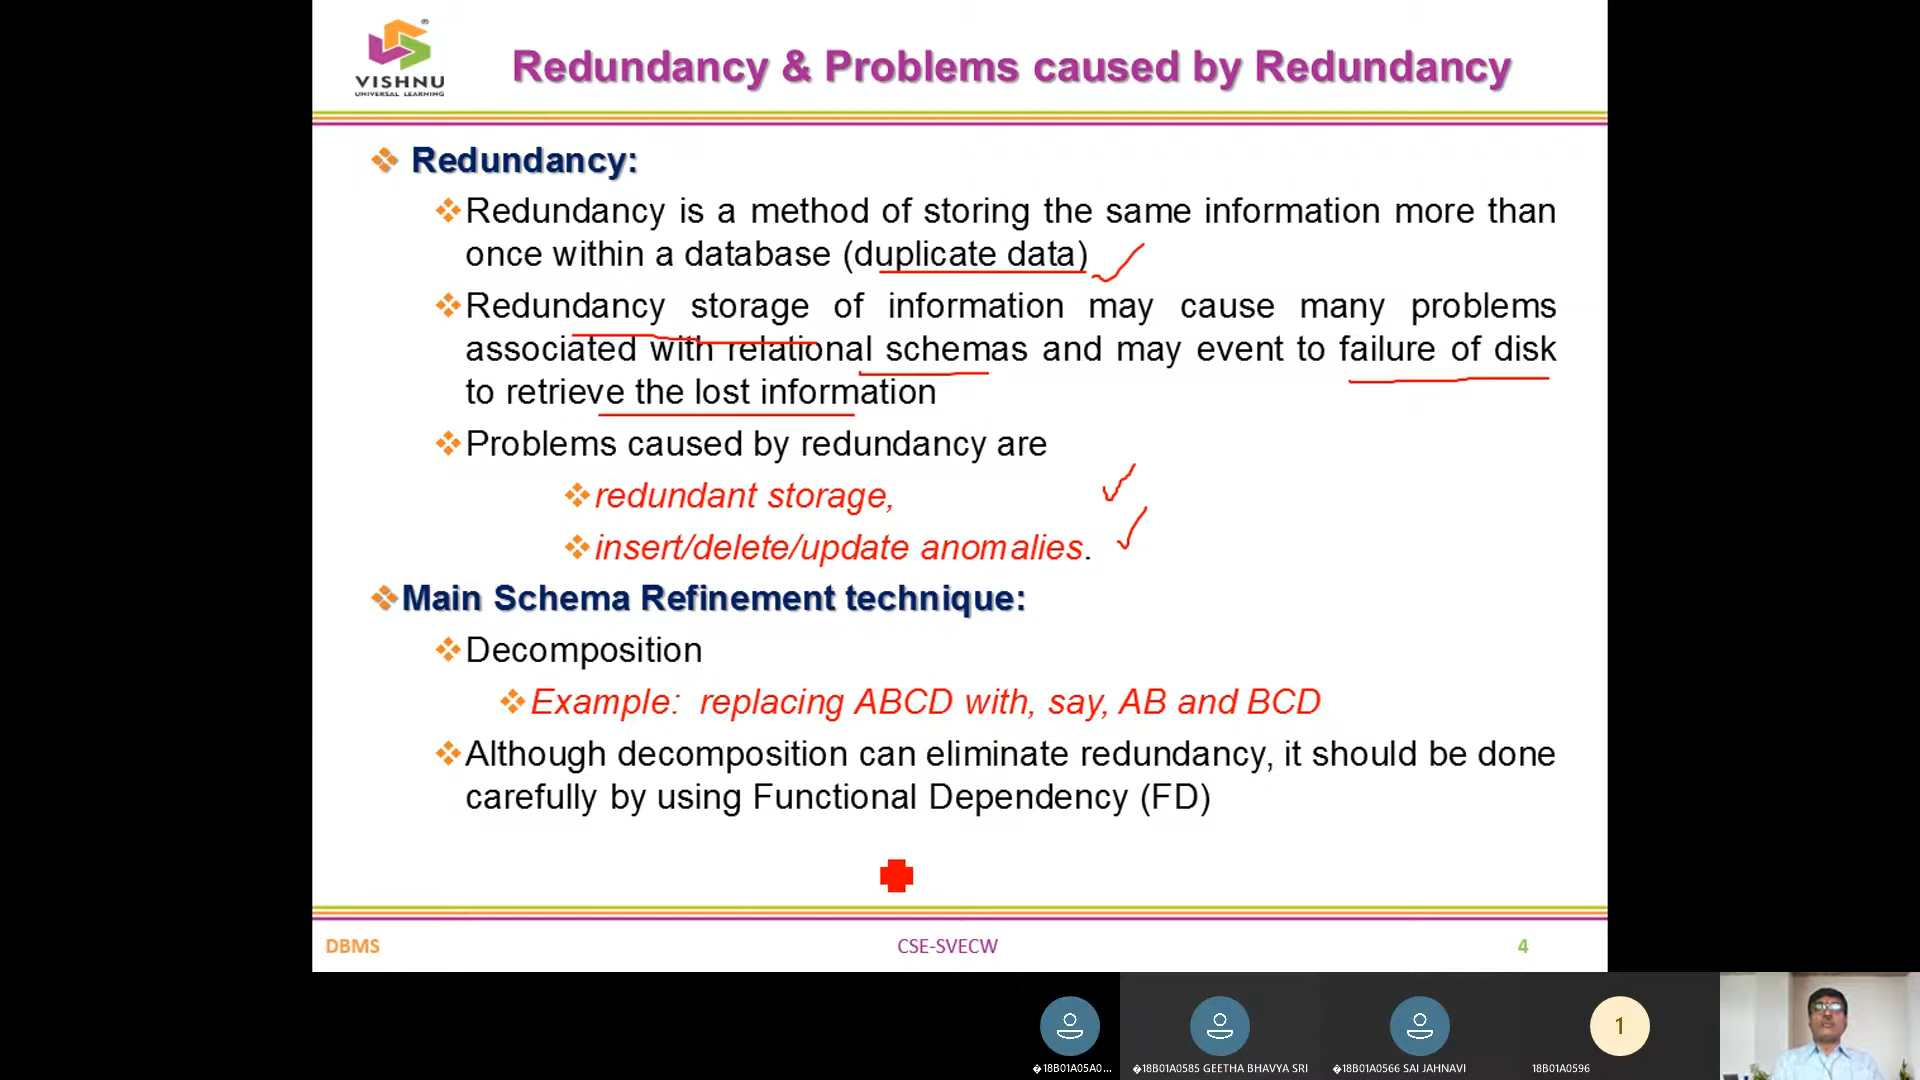 VISHNU
UNIVERSAL LEARNING
Redundancy & Problems caused by Redundancy
Redundancy:
Redundancy is a method of storing the same information more than
once within a database (duplicate data)
Redundancy storage of information may cause many problems
associated with relational schemas and may event to failure of disk
to retrieve the lost information
Problems caused by redundancy are
redundant storage,
insert/delete/update anomalies.
Main Schema Refinement technique:
Decomposition
Example: replacing ABCD with, say, AB and BCD
Although decomposition can eliminate redundancy, it should be done
carefully by using Functional Dependency (FD)
DBMS CSE-SVECW 4
1
�18B01A05A0... �18B01A0585 GEETHA BHAVYA SRI �18B01A0566 SAI JAHNAVI 18B01A0596